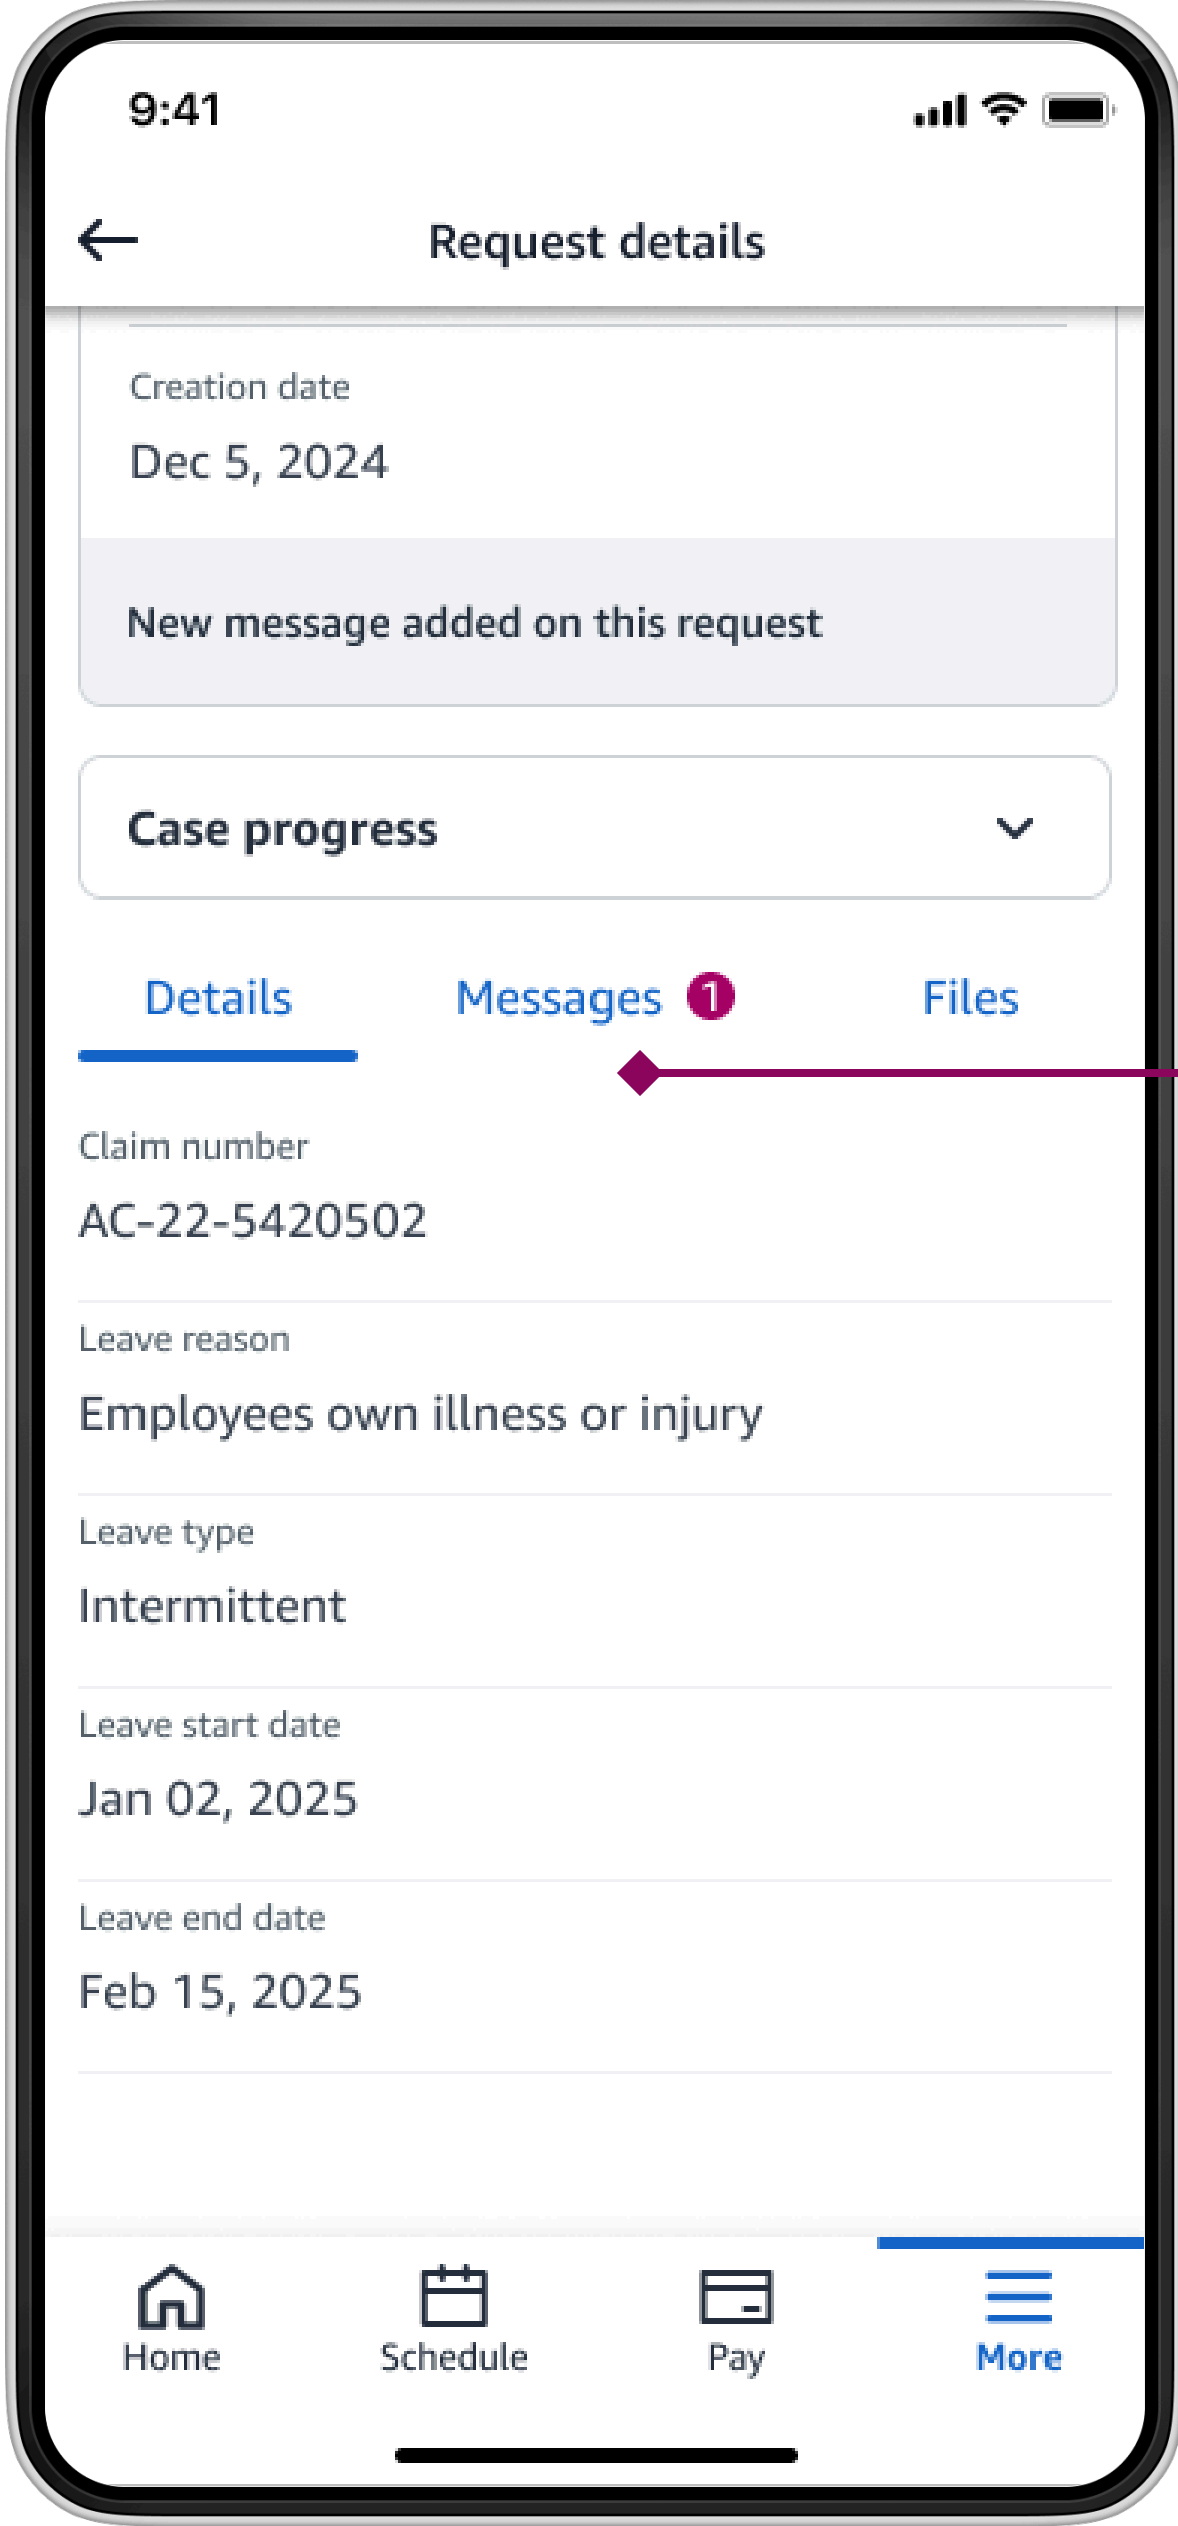 9:41
Request details
Creation date
Dec 5, 2024
New message added on this request
Case progress
Details Messages 1 Files
Claim number
AC-22-5420502
Leave reason
Employees own illness or injury
Leave type
Intermittent
Leave start date
Jan 02, 2025
Leave end date
Feb 15, 2025
Home Schedule Pay More